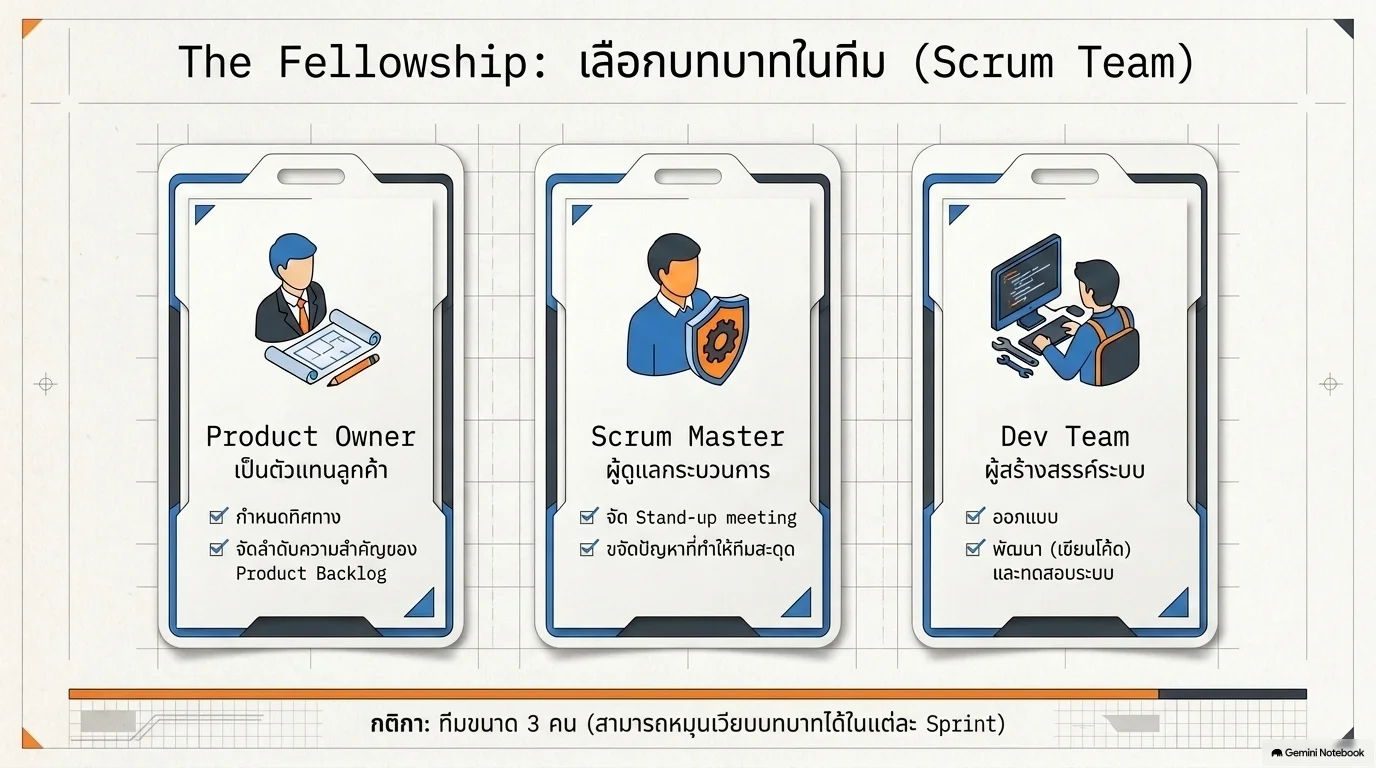 The Fellowship: เลือกบทบาทในทีม (Scrum Team)
Product Owner
เป็นตัวแทนลูกค้า
กำหนดทิศทาง
จัดลำดับความสำคัญของ
Product Backlog
Scrum Master
ผู้ดูแลกระบวนการ
จัด Stand-up meeting
ขจัดปัญหาที่ทำให้ทีมสะดุด
Dev Team
ผู้สร้างสรรค์ระบบ
ออกแบบ
พัฒนา (เขียนโค้ด)
และทดสอบระบบ
กติกา: ทีมขนาด 3 คน (สามารถหมุนเวียบบทบาทได้ในแต่ละ Sprint)
Gemini Notebook